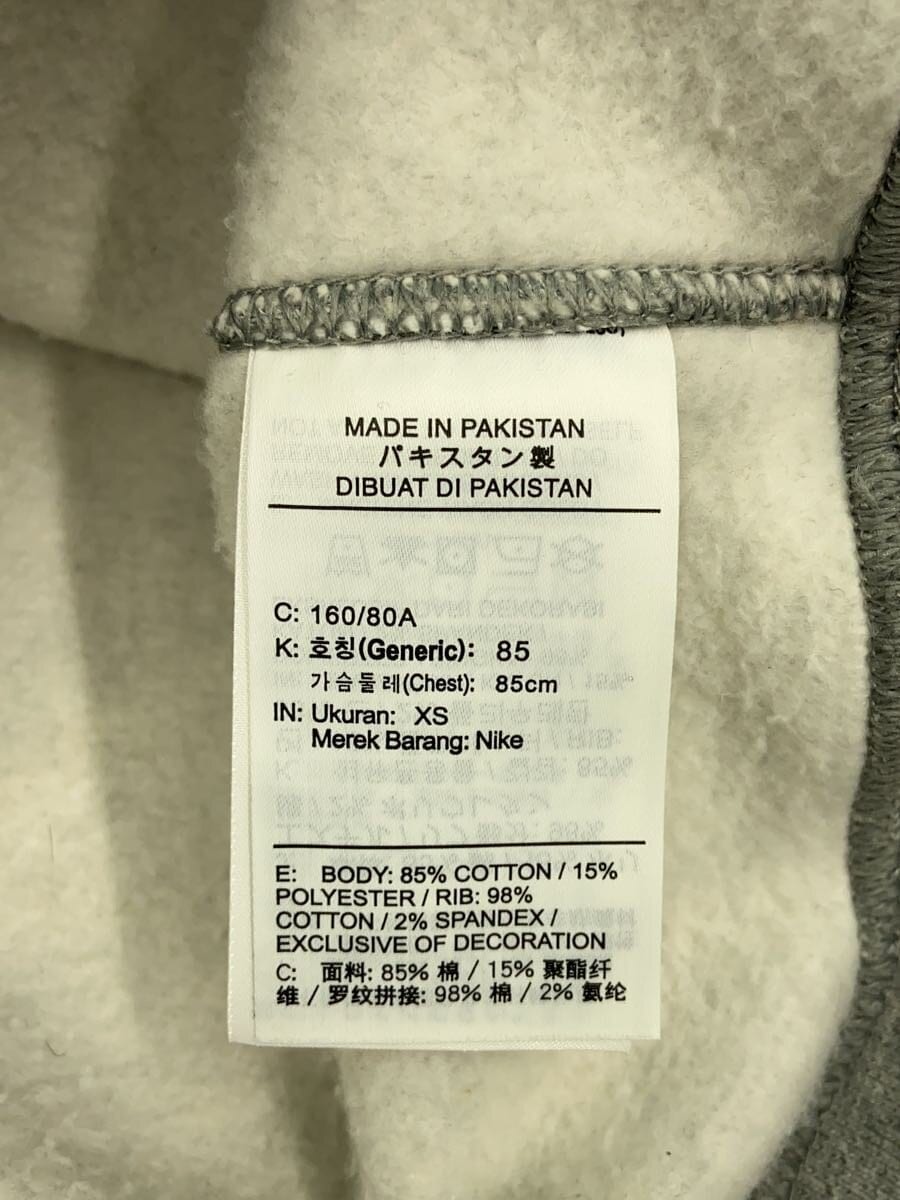 MADE IN PAKISTAN
パキスタン製
DIBUAT DI PAKISTAN
C: 160/80A
K: 호칭(Generic): 85
가슴둘레(Chest): 85cm
IN: Ukuran: XS
Merek Barang: Nike
E: BODY: 85% COTTON / 15%
POLYESTER / RIB: 98%
COTTON / 2% SPANDEX /
EXCLUSIVE OF DECORATION
C: 面料: 85% 棉 / 15% 聚酯纤
维 / 罗纹拼接: 98% 棉 / 2% 氨纶